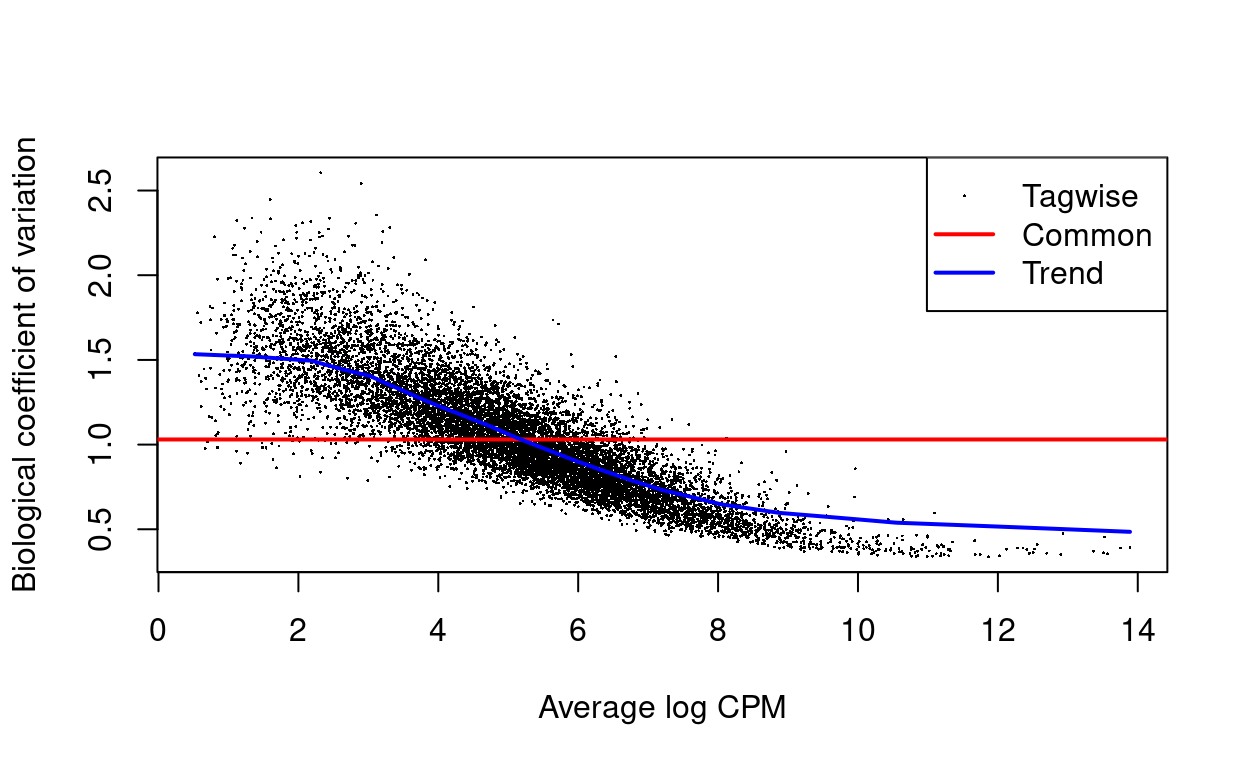 Biological coefficient of variation
2.5
2.0
1.5
1.0
0.5
Tagwise
Common
Trend
0 2 4 6 8 10 12 14
Average log CPM